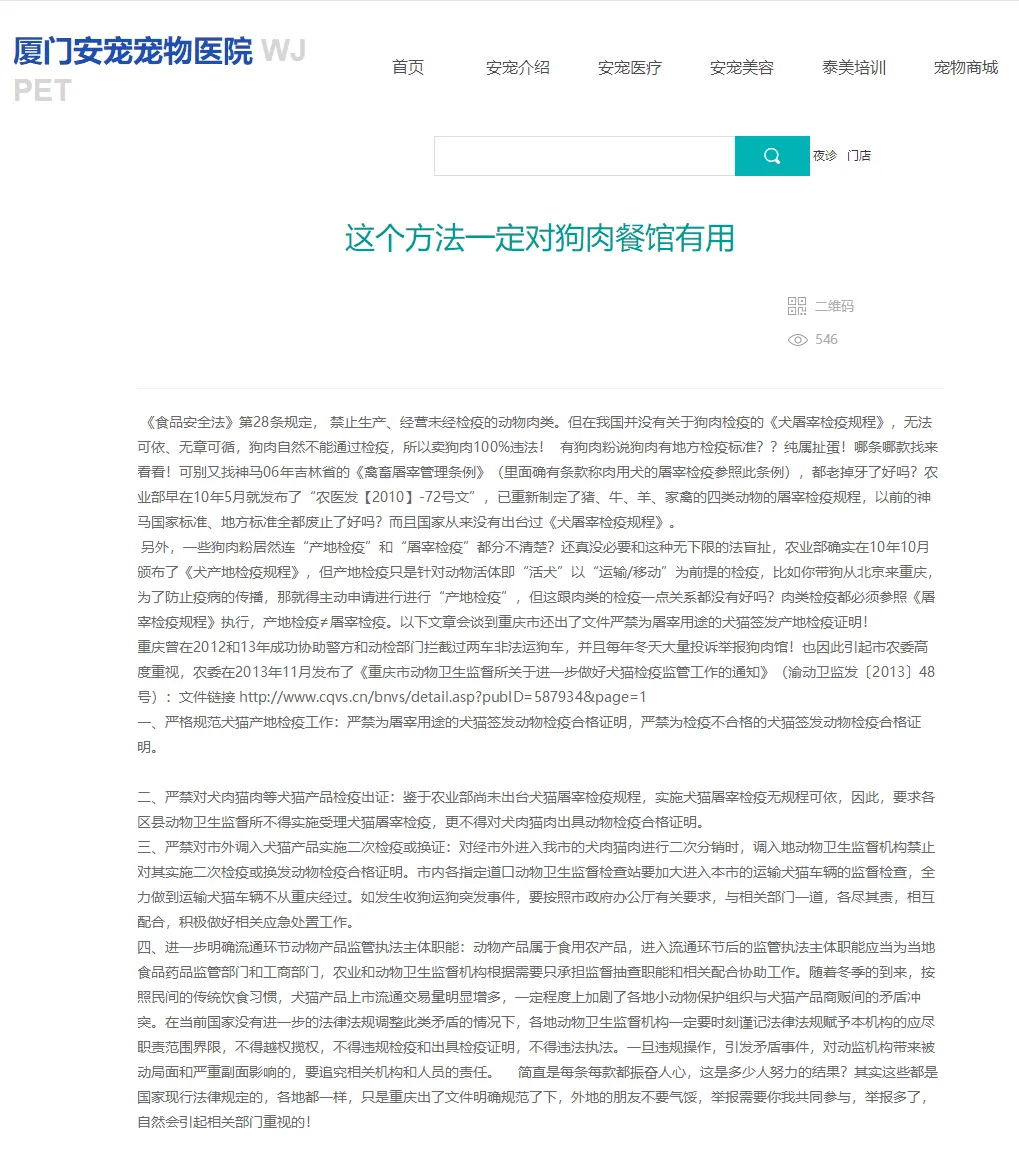 厦门安宠宠物医院 WJ
PET
首页 安宠介绍 安宠医疗 安宠美容 泰美培训 宠物商城
夜诊 门店
这个方法一定对狗肉餐馆有用
二维码
546
《食品安全法》第28条规定， 禁止生产、经营未经检疫的动物肉类。但在我国并没有关于狗肉检疫的《犬屠宰检疫规程》，无法
可依、无章可循，狗肉自然不能通过检疫，所以卖狗肉100%违法！ 有狗肉粉说狗肉有地方检疫标准？？纯属扯蛋！哪条哪款找来
看看！可别又找神马06年吉林省的《禽畜屠宰管理条例》（里面确有条款称肉用犬的屠宰检疫参照此条例），都老掉牙了好吗？农
业部早在10年5月就发布了“农医发【2010】-72号文”，已重新制定了猪、牛、羊、家禽的四类动物的屠宰检疫规程，以前的神
马国家标准、地方标准全都废止了好吗？而且国家从来没有出台过《犬屠宰检疫规程》。
另外，一些狗肉粉居然连“产地检疫”和“屠宰检疫”都分不清楚？还真没必要和这种无下限的法盲扯，农业部确实在10年10月
颁布了《犬产地检疫规程》，但产地检疫只是针对动物活体即“活犬”以“运输/移动”为前提的检疫，比如你带狗从北京来重庆，
为了防止疫病的传播，那就得主动申请进行进行“产地检疫”，但这跟肉类的检疫一点关系都没有好吗？肉类检疫都必须参照《屠
宰检疫规程》执行，产地检疫≠屠宰检疫。以下文章会谈到重庆市还出了文件严禁为屠宰用途的犬猫签发产地检疫证明！
重庆曾在2012和13年成功协助警方和动检部门拦截过两车非法运狗车，并且每年冬天大量投诉举报狗肉馆！也因此引起市农委高
度重视，农委在2013年11月发布了《重庆市动物卫生监督所关于进一步做好犬猫检疫监管工作的通知》（渝动卫监发〔2013〕48
号）：文件链接 http://www.cqvs.cn/bnvs/detail.asp?pubID=587934&page=1
一、严格规范犬猫产地检疫工作：严禁为屠宰用途的犬猫签发动物检疫合格证明，严禁为检疫不合格的犬猫签发动物检疫合格证
明。
二、严禁对犬肉猫肉等犬猫产品检疫出证：鉴于农业部尚未出台犬猫屠宰检疫规程，实施犬猫屠宰检疫无规程可依，因此，要求各
区县动物卫生监督所不得实施受理犬猫屠宰检疫，更不得对犬肉猫肉出具动物检疫合格证明。
三、严禁对市外调入犬猫产品实施二次检疫或换证：对经市外进入我市的犬肉猫肉进行二次分销时，调入地动物卫生监督机构禁止
对其实施二次检疫或换发动物检疫合格证明。市内各指定道口动物卫生监督检查站要加大进入本市的运输犬猫车辆的监督检查，全
力做到运输犬猫车辆不从重庆经过。如发生收狗运狗突发事件，要按照市政府办公厅有关要求，与相关部门一道，各尽其责，相互
配合，积极做好相关应急处置工作。
四、进一步明确流通环节动物产品监管执法主体职能：动物产品属于食用农产品，进入流通环节后的监管执法主体职能应当为当地
食品药品监管部门和工商部门，农业和动物卫生监督机构根据需要只承担监督抽查职能和相关配合协助工作。随着冬季的到来，按
照民间的传统饮食习惯，犬猫产品上市流通交易量明显增多，一定程度上加剧了各地小动物保护组织与犬猫产品商贩间的矛盾冲
突。在当前国家没有进一步的法律法规调整此类矛盾的情况下，各地动物卫生监督机构一定要时刻谨记法律法规赋予本机构的应尽
职责范围界限，不得越权揽权，不得违规检疫和出具检疫证明，不得违法执法。一旦违规操作，引发矛盾事件，对动监机构带来被
动局面和严重副面影响的，要追究相关机构和人员的责任。 简直是每条每款都振奋人心，这是多少人努力的结果？其实这些都是
国家现行法律规定的，各地都一样，只是重庆出了文件明确规范了下，外地的朋友不要气馁，举报需要你我共同参与，举报多了，
自然会引起相关部门重视的！